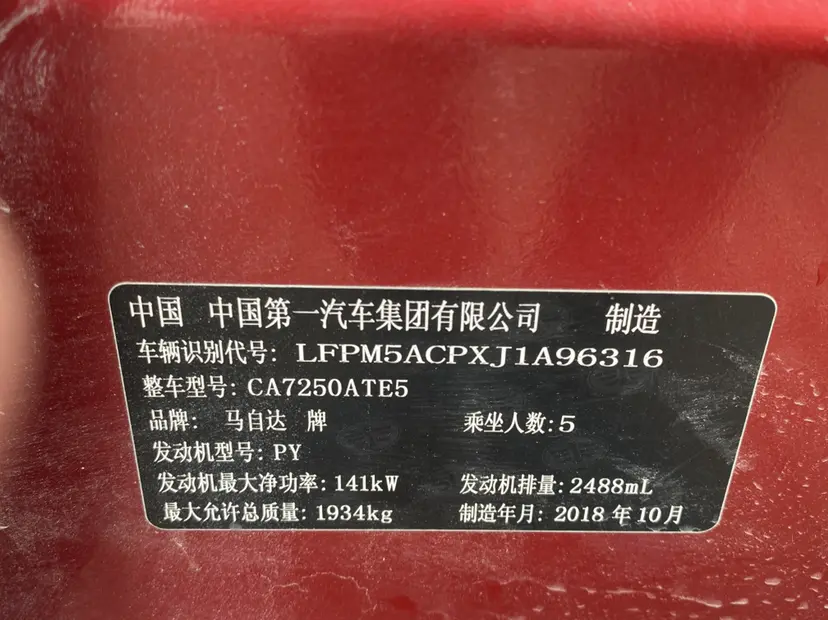 中国 中国第一汽车集团有限公司 制造
车辆识别代号: LFPM5ACPXJ1A96316
整车型号: CA7250ATE5
品牌: 马自达 牌 乘坐人数: 5
发动机型号: PY
发动机最大净功率: 141kW 发动机排量: 2488mL
最大允许总质量: 1934kg 制造年月: 2018 年 10 月